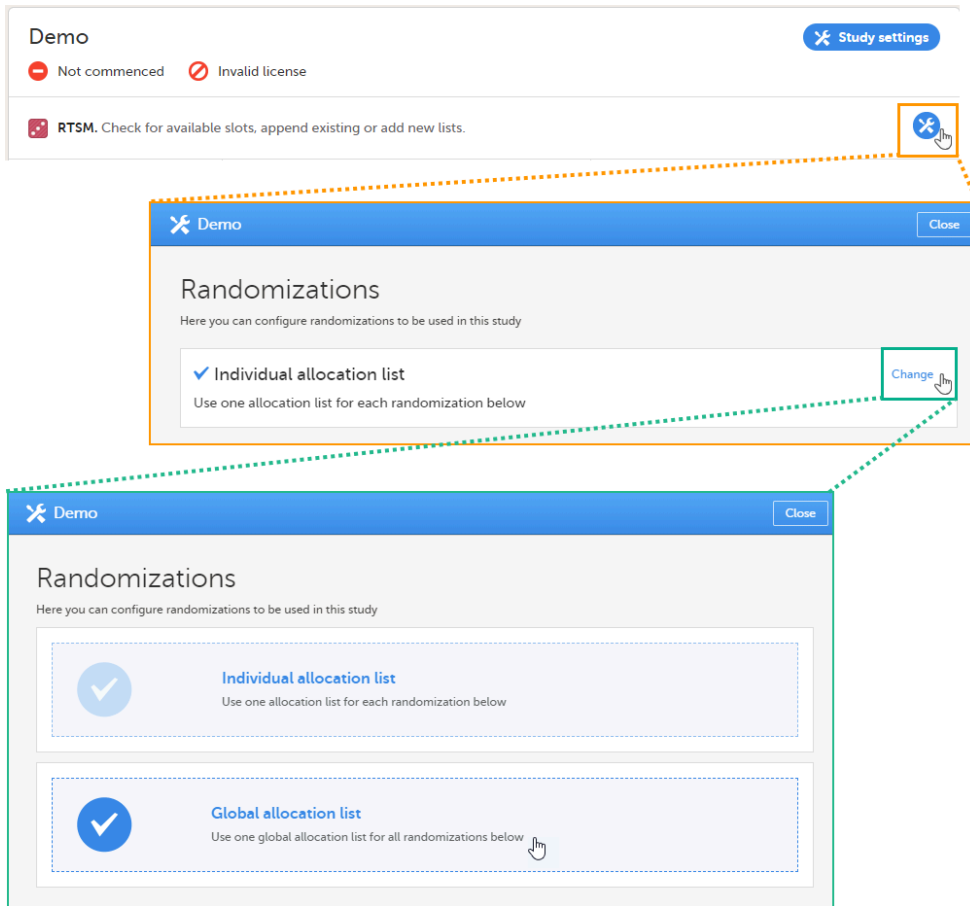 Demo
Study settings
Not commenced
Invalid license
RTSM. Check for available slots, append existing or add new lists.
Demo
Close
Randomizations
Here you can configure randomizations to be used in this study
Individual allocation list
Change
Use one allocation list for each randomization below
Demo
Close
Randomizations
Here you can configure randomizations to be used in this study
Individual allocation list
Use one allocation list for each randomization below
Global allocation list
Use one global allocation list for all randomizations below